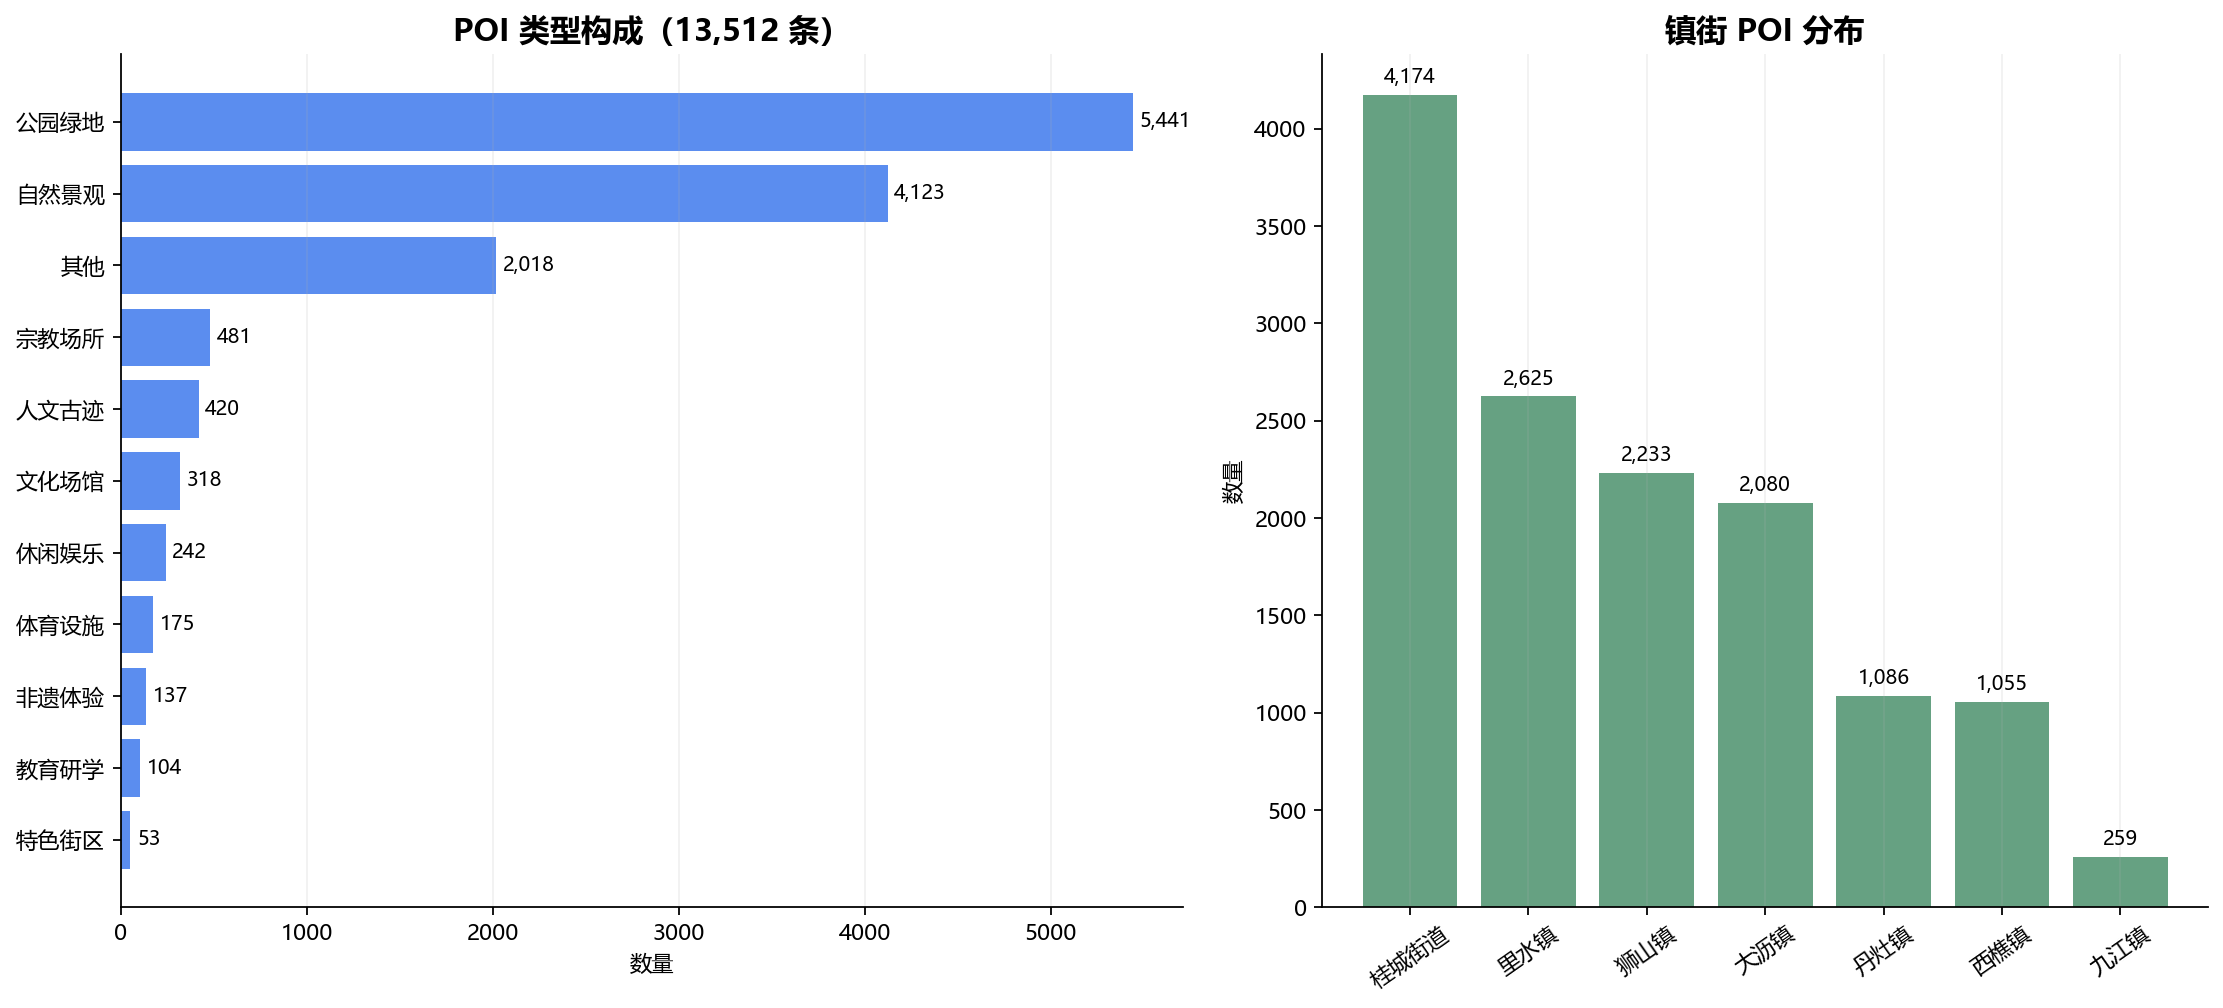 POI 类型构成（13,512 条）
公园绿地
5,441
自然景观
4,123
其他
2,018
宗教场所
481
人文古迹
420
文化场馆
318
休闲娱乐
242
体育设施
175
非遗体验
137
教育研学
104
特色街区
53
0
1000
2000
3000
4000
5000
数量
镇街 POI 分布
数量
4000
3500
3000
2500
2000
1500
1000
500
0
4,174
2,625
2,233
2,080
1,086
1,055
259
桂城街道
里水镇
狮山镇
大沥镇
丹灶镇
西樵镇
九江镇